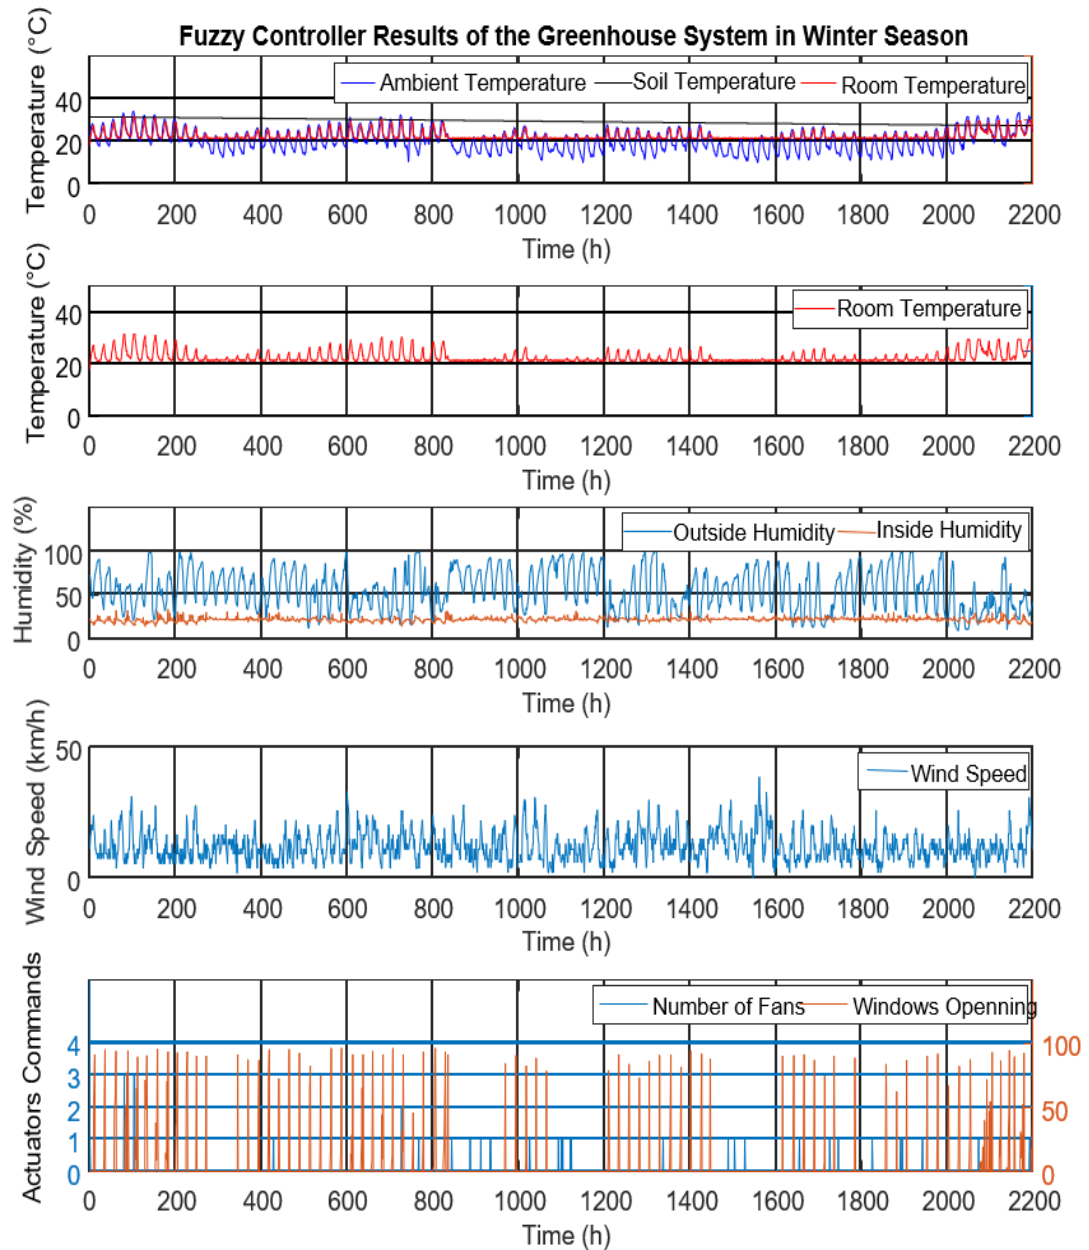 Fuzzy Controller Results of the Greenhouse System in Winter Season
Temperature (°C)
Ambient Temperature Soil Temperature Room Temperature
40
20
0
0 200 400 600 800 1000 1200 1400 1600 1800 2000 2200
Time (h)
Temperature (°C)
Room Temperature
40
20
0
0 200 400 600 800 1000 1200 1400 1600 1800 2000 2200
Time (h)
Humidity (%)
Outside Humidity Inside Humidity
100
50
0
0 200 400 600 800 1000 1200 1400 1600 1800 2000 2200
Time (h)
Wind Speed (km/h)
Wind Speed
50
0
0 200 400 600 800 1000 1200 1400 1600 1800 2000 2200
Time (h)
Actuators Commands
Number of Fans Windows Openning
4 100
3
2 50
1
0 0
0 200 400 600 800 1000 1200 1400 1600 1800 2000 2200
Time (h)